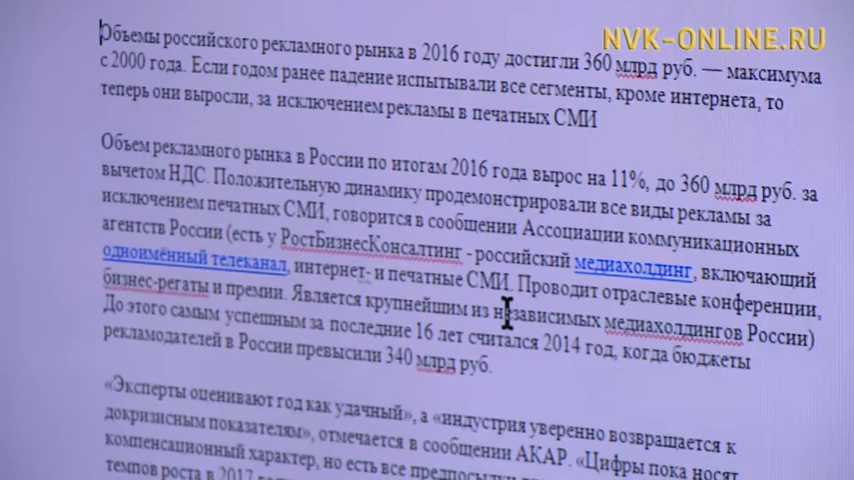 NVK-ONLINE.RU
Объемы российского рекламного рынка в 2016 году достигли 360 млрд руб. — максимума
с 2000 года. Если годом ранее падение испытывали все сегменты, кроме интернета, то
теперь они выросли, за исключением рекламы в печатных СМИ
Объем рекламного рынка в России по итогам 2016 года вырос на 11%, до 360 млрд руб. за
вычетом НДС. Положительную динамику продемонстрировали все виды рекламы за
исключением печатных СМИ, говорится в сообщении Ассоциации коммуникационных
агентств России (есть у РостБизнесКонсалтинг - российский медиахолдинг, включающий
одноимённый телеканал, интернет- и печатные СМИ. Проводит отраслевые конференции,
бизнес-регаты и премии. Является крупнейшим из независимых медиахолдингов России)
До этого самым успешным за последние 16 лет считался 2014 год, когда бюджеты
рекламодателей в России превысили 340 млрд руб.
«Эксперты оценивают год как удачный», а «индустрия уверенно возвращается к
докризисным показателям», отмечается в сообщении АКАР. «Цифры пока носят
компенсационный характер, но есть все предпосылки
темпов роста в 2017